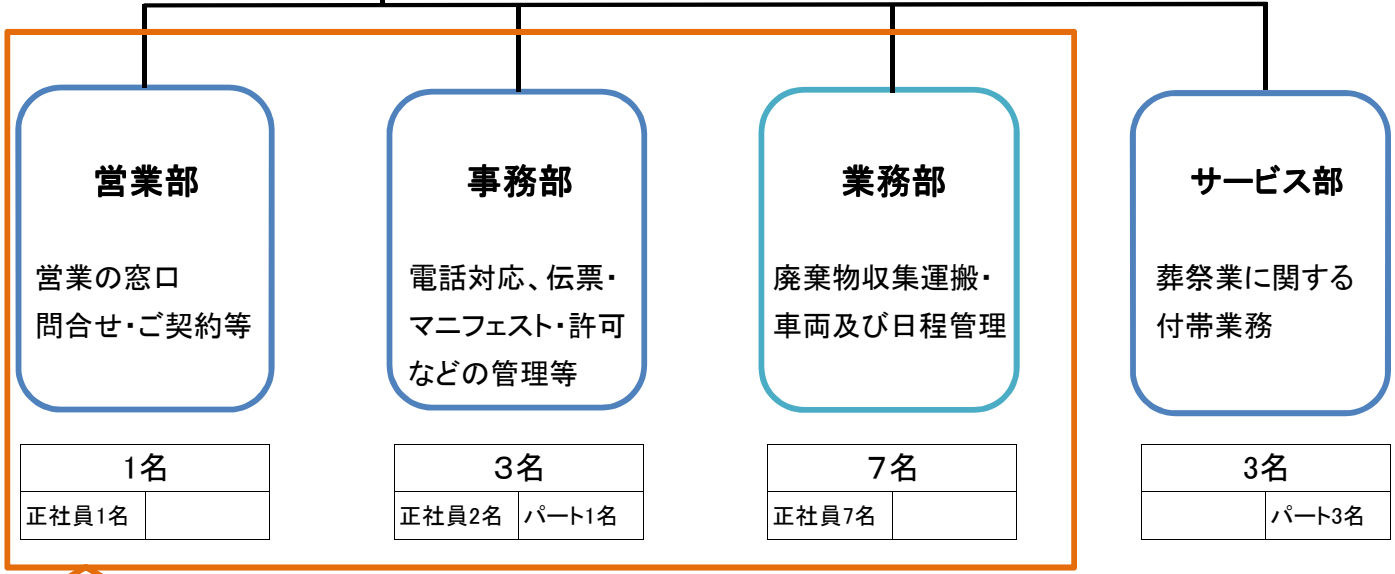 営業部
営業の窓口
問合せ・ご契約等
1名
正社員1名
事務部
電話対応、伝票・
マニフェスト・許可
などの管理等
3名
正社員2名 パート1名
業務部
廃棄物収集運搬・
車両及び日程管理
7名
正社員7名
サービス部
葬祭業に関する
付帯業務
3名
パート3名